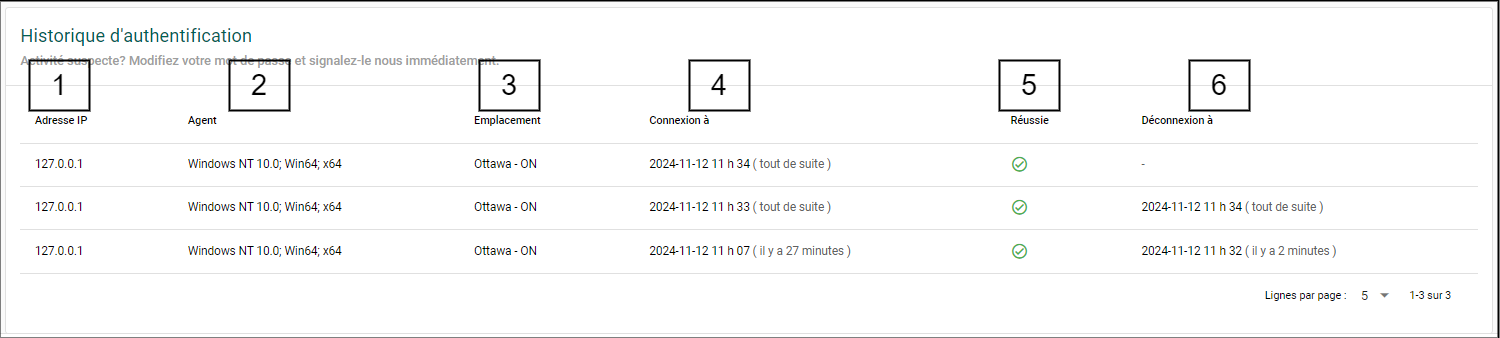 Historique d'authentification
Activité suspecte? Modifiez votre mot de passe et signalez-le nous immédiatement.
1 2 3 4 5 6
Adresse IP Agent Emplacement Connexion à Réussie Déconnexion à
127.0.0.1 Windows NT 10.0; Win64; x64 Ottawa - ON 2024-11-12 11 h 34 ( tout de suite ) -
127.0.0.1 Windows NT 10.0; Win64; x64 Ottawa - ON 2024-11-12 11 h 33 ( tout de suite ) 2024-11-12 11 h 34 ( tout de suite )
127.0.0.1 Windows NT 10.0; Win64; x64 Ottawa - ON 2024-11-12 11 h 07 ( il y a 27 minutes ) 2024-11-12 11 h 32 ( il y a 2 minutes )
Lignes par page : 5 1-3 sur 3